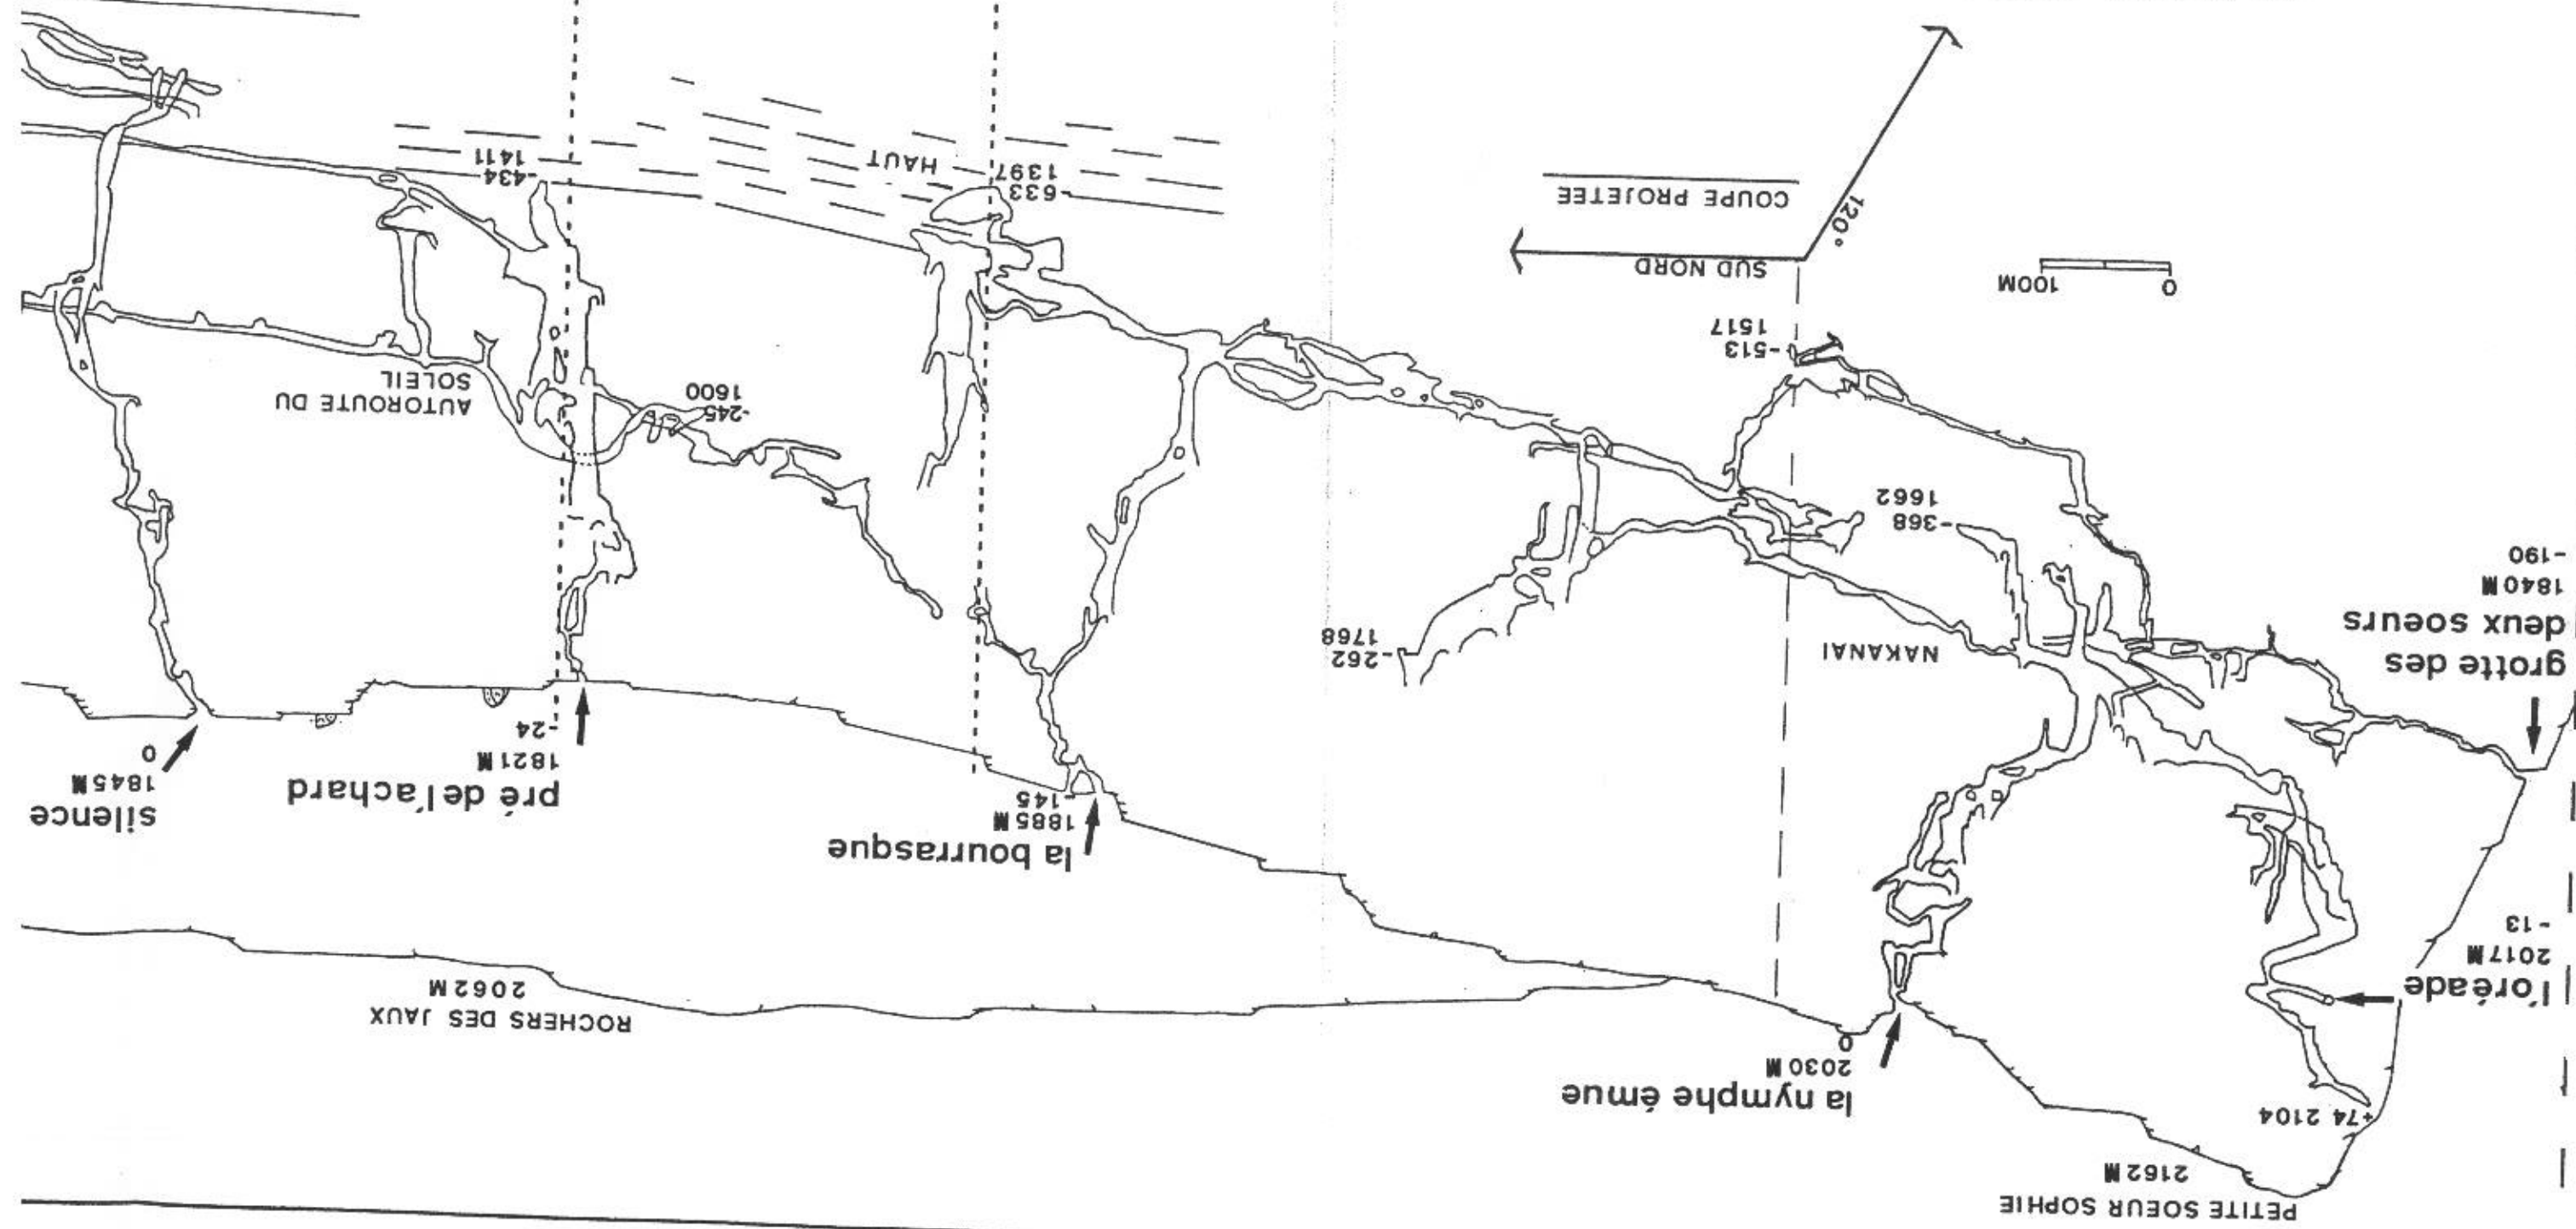 PETITE SOEUR SOPHIE
2162M
+74 2104
la nymphe émue
2030M
0
ROCHERS DES JAUX
2062M
l'oréade
2017M
-13
la bourrasque
1885M
-145
pré de l'achard
1821M
-24
silence
1845M
0
grotte des
deux soeurs
1840M
-190
NAKANAI
-262
1768
-368
1662
-245
1600
AUTOROUTE DU
SOLEIL
-513
1517
0 100M
SUD NORD
120°
COUPE PROJETEE
-633
1397
HAUT
-434
1411